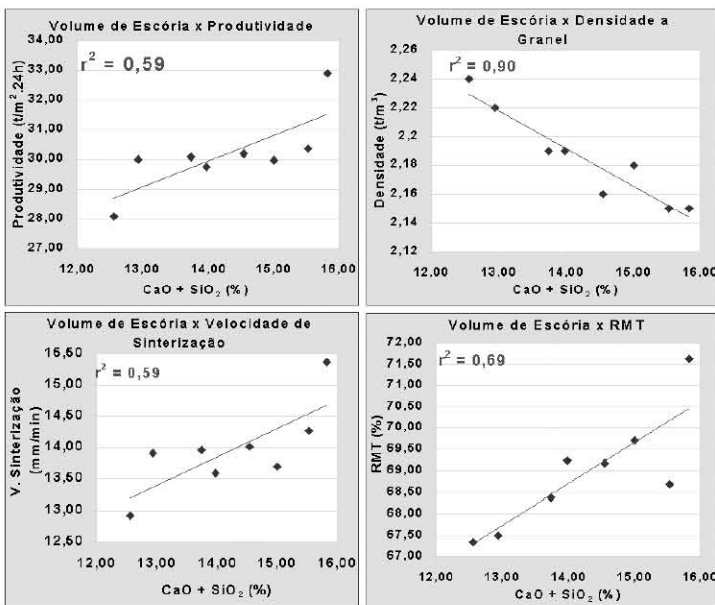 Volume de Escória x Produtividade
r² = 0,59
Produtividade (t/m².24h)
34,00
33,00
32,00
31,00
30,00
29,00
28,00
27,00
12,00 13,00 14,00 15,00 16,00
CaO + SiO₂ (%)
Volume de Escória x Densidade a
Granel
r² = 0,90
Densidade (t/m³)
2,26
2,24
2,22
2,20
2,18
2,16
2,14
2,12
12,00 13,00 14,00 15,00 16,00
CaO + SiO₂ (%)
Volume de Escória x Velocidade de
Sinterização
r² = 0,59
V. Sinterização
(mm/min)
15,50
15,00
14,50
14,00
13,50
13,00
12,50
12,00 13,00 14,00 15,00 16,00
CaO + SiO₂ (%)
Volume de Escória x RMT
r² = 0,69
RMT (%)
72,00
71,50
71,00
70,50
70,00
69,50
69,00
68,50
68,00
67,50
67,00
12,00 13,00 14,00 15,00 16,00
CaO + SiO₂ (%)